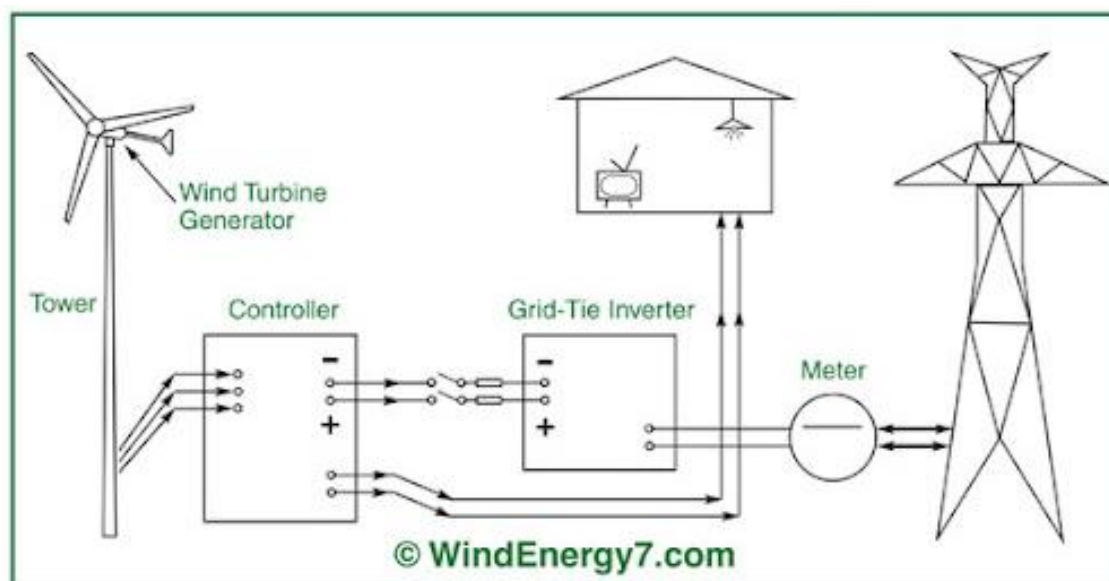 Wind Turbine
Generator
Tower
Controller
Grid-Tie Inverter
Meter
-
+
-
+
© WindEnergy7.com